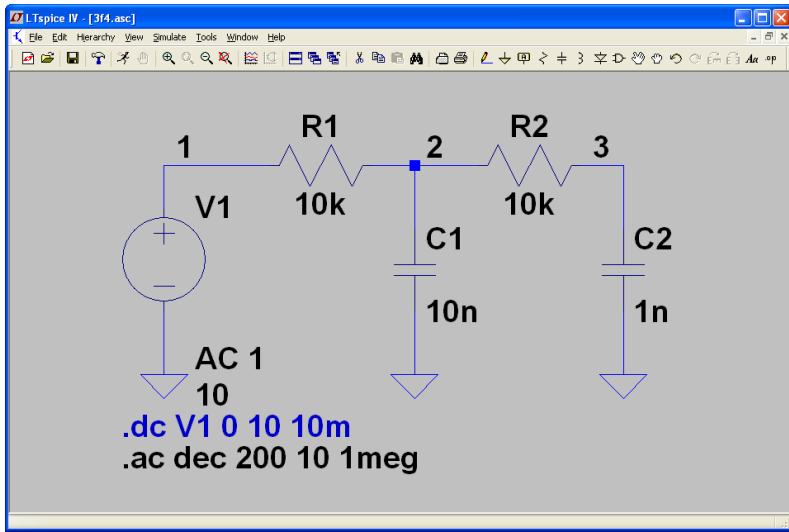 LTspice IV - [3f4.asc]
File Edit Hierarchy View Simulate Tools Window Help
R1 R2
1 2 3
10k 10k
V1
C1 C2
10n 1n
AC 1
10
.dc V1 0 10 10m
.ac dec 200 10 1meg